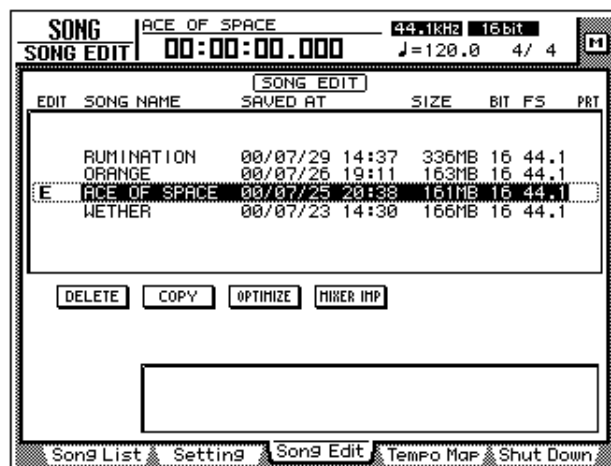 SONG
ACE OF SPACE
44.1kHz 16bit
SONG EDIT
00:00:00.000
♩=120.0 4/ 4
M
SONG EDIT
EDIT SONG NAME SAVED AT SIZE BIT FS PRT
RUMINATION 00/07/29 14:37 336MB 16 44.1
ORANGE 00/07/26 19:11 163MB 16 44.1
E ACE OF SPACE 00/07/25 20:38 161MB 16 44.1
WETHER 00/07/23 14:30 166MB 16 44.1
DELETE COPY OPTIMIZE MIXER IMP
Song List Setting Song Edit Tempo Map Shut Down